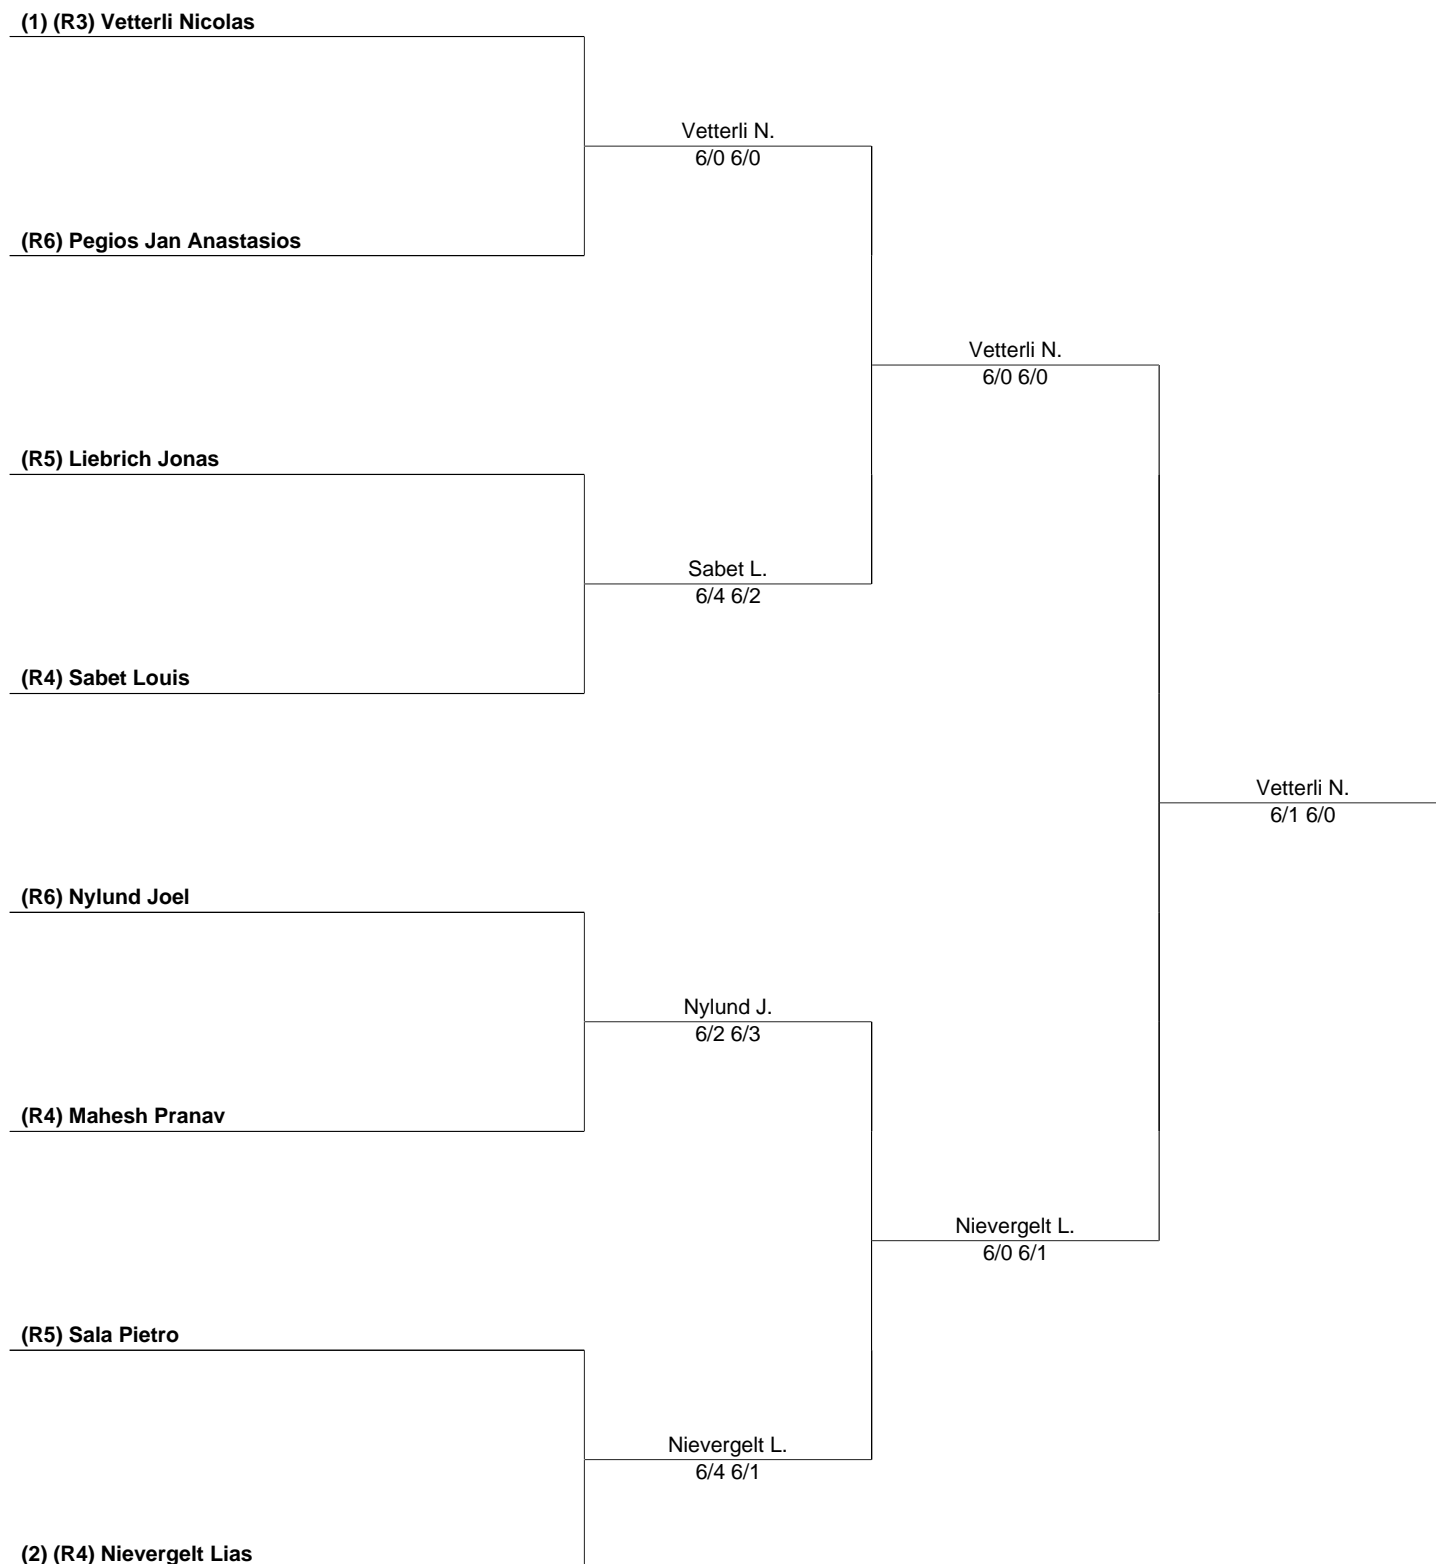 (1) (R3) Vetterli Nicolas
Vetterli N.
6/0 6/0
(R6) Pegios Jan Anastasios
Vetterli N.
6/0 6/0
(R5) Liebrich Jonas
Sabet L.
6/4 6/2
(R4) Sabet Louis
Vetterli N.
6/1 6/0
(R6) Nylund Joel
Nylund J.
6/2 6/3
(R4) Mahesh Pranav
Nievergelt L.
6/0 6/1
(R5) Sala Pietro
Nievergelt L.
6/4 6/1
(2) (R4) Nievergelt Lias